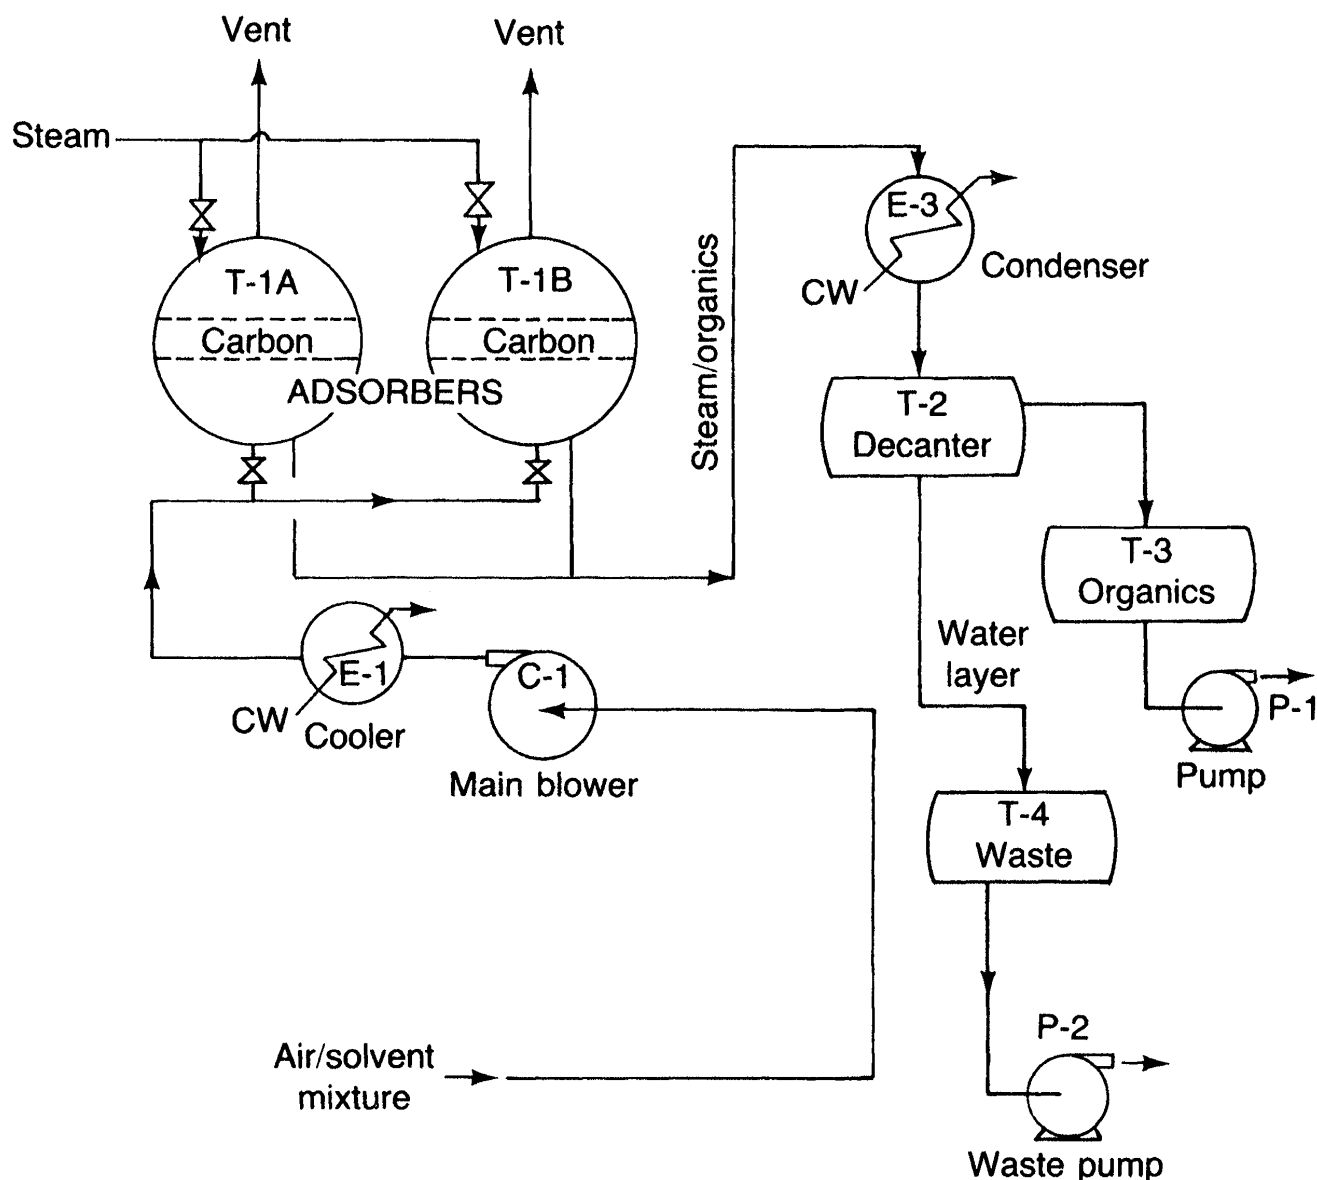 Vent
Vent
Steam
T-1A
T-1B
Carbon
Carbon
ADSORBERS
Steam/organics
E-3
CW
Condenser
T-2
Decanter
T-3
Organics
Water
layer
P-1
Pump
E-1
CW
Cooler
C-1
Main blower
T-4
Waste
Air/solvent
mixture
P-2
Waste pump